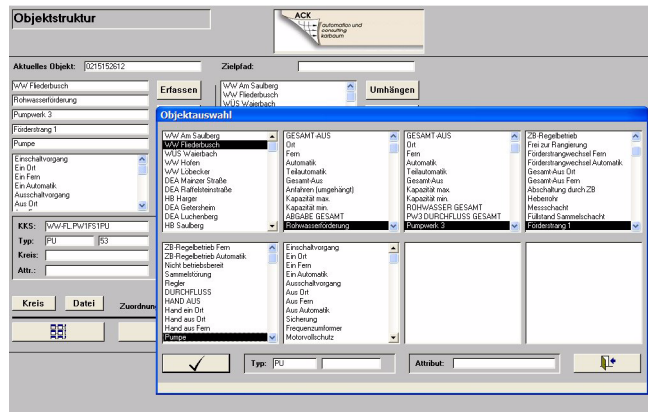 Objektstruktur
ACK
automation und
consulting
karbaum
Aktuelles Objekt: 0215152612
Zielpfad:
WW Fliederbusch
Rohwasserförderung
Pumpwerk 3
Förderstrang 1
Pumpe
Erfassen
WW Am Saulberg
WW Fliederbusch
WÜS Waierbach
Umhängen
Einschaltvorgang
Ein Ort
Ein Fern
Ein Automatik
Ausschaltvorgang
Aus Ort
KKS: WW-FL.PW1FS1PU
Typ: PU 53
Kreis:
Attr.:
Kreis
Datei
Zuordnun
Objektauswahl
WW Am Saulberg
WW Fliederbusch
WÜS Waierbach
WW Hofen
WW Löbecker
DEA Mainzer Straße
DEA Raiffelsteinstraße
HB Harger
DEA Getersheim
DEA Luchenberg
HB Saulberg
GESAMT-AUS
Ort
Fern
Automatik
Teilautomatik
Gesamt-Aus
Anfahren (umgehängt)
Kapazität max.
Kapazität min.
ABGABE GESAMT
Rohwasserförderung
GESAMT-AUS
Ort
Fern
Automatik
Teilautomatik
Gesamt-Aus
Kapazität max.
Kapazität min.
ROHWASSER GESAMT
PW3 DURCHFLUSS GESAMT
Pumpwerk 3
ZB-Regelbetrieb
Frei zur Rangierung
Förderstrangwechsel Fern
Förderstrangwechsel Automatik
Gesamt-Aus Ort
Gesamt-Aus Fern
Abschaltung durch ZB
Heberohr
Messschacht
Füllstand Sammelschacht
Förderstrang 1
ZB-Regelbetrieb Fern
ZB-Regelbetrieb Automatik
Nicht betriebsbereit
Sammelstörung
Regler
DURCHFLUSS
HAND AUS
Hand ein Ort
Hand aus Ort
Hand aus Fern
Pumpe
Einschaltvorgang
Ein Ort
Ein Fern
Ein Automatik
Ausschaltvorgang
Aus Ort
Aus Fern
Aus Automatik
Sicherung
Frequenzumformer
Motorvollschutz
Typ: PU
Attribut: